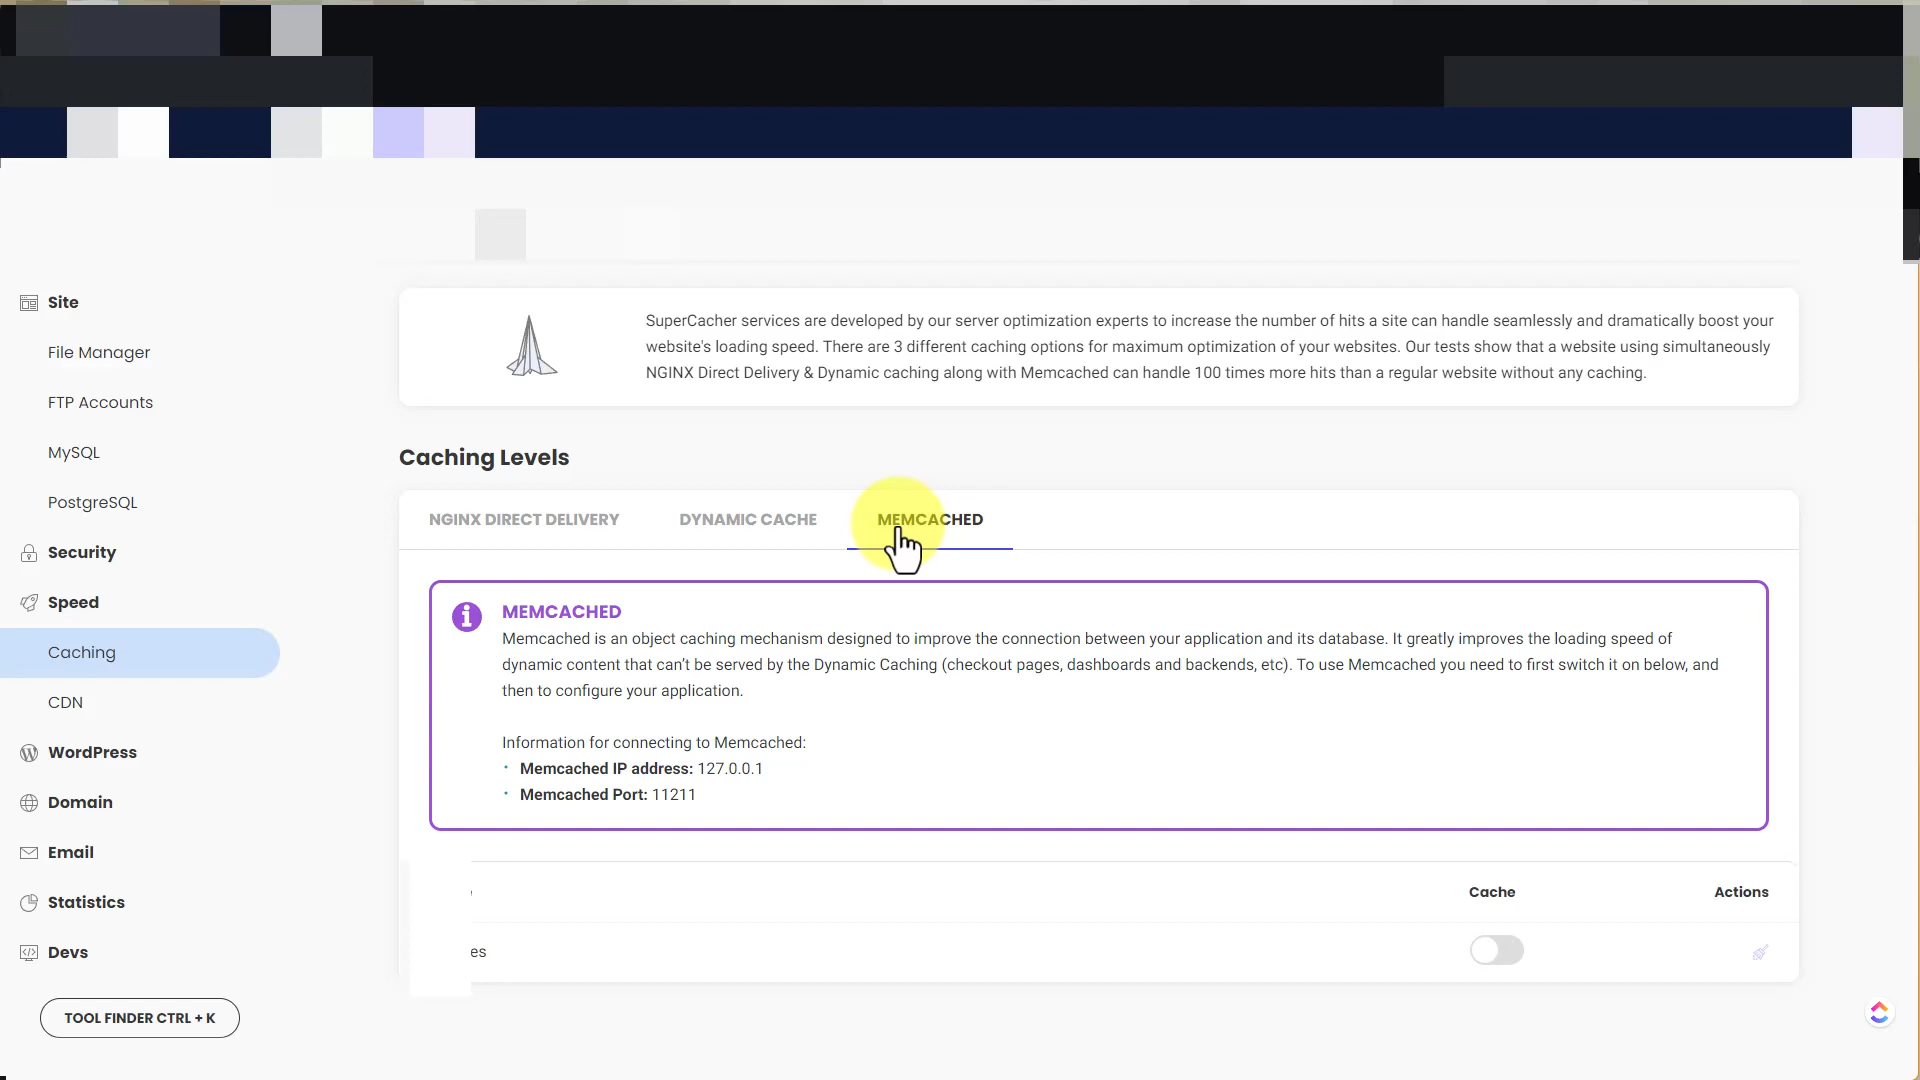 Site
File Manager
FTP Accounts
MySQL
PostgreSQL
Security
Speed
Caching
CDN
WordPress
Domain
Email
Statistics
Devs
TOOL FINDER CTRL + K
SuperCacher services are developed by our server optimization experts to increase the number of hits a site can handle seamlessly and dramatically boost your
website's loading speed. There are 3 different caching options for maximum optimization of your websites. Our tests show that a website using simultaneously
NGINX Direct Delivery & Dynamic caching along with Memcached can handle 100 times more hits than a regular website without any caching.
Caching Levels
NGINX DIRECT DELIVERY DYNAMIC CACHE MEMCACHED
MEMCACHED
Memcached is an object caching mechanism designed to improve the connection between your application and its database. It greatly improves the loading speed of
dynamic content that can’t be served by the Dynamic Caching (checkout pages, dashboards and backends, etc). To use Memcached you need to first switch it on below, and
then to configure your application.
Information for connecting to Memcached:
· Memcached IP address: 127.0.0.1
· Memcached Port: 11211
Cache Actions
es